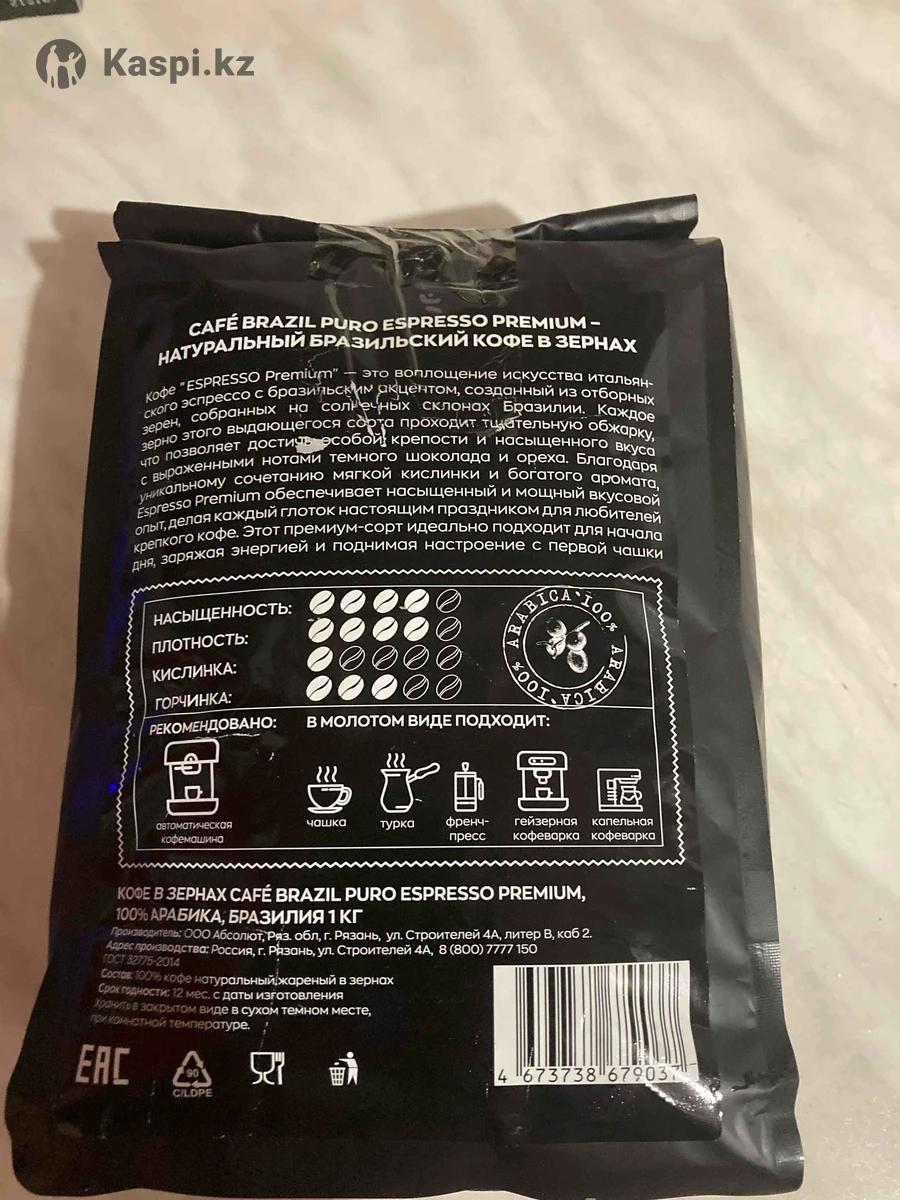 Kaspi.kz
CAFÉ BRAZIL PURO ESPRESSO PREMIUM –
НАТУРАЛЬНЫЙ БРАЗИЛЬСКИЙ КОФЕ В ЗЕРНАХ
Кофе "ESPRESSO Premium" — это воплощение искусства итальян-
ского эспрессо с бразильским акцентом, созданный из отборных
зерен, собранных на солнечных склонах Бразилии. Каждое
зерно этого выдающегося сорта проходит тщательную обжарку,
что позволяет достичь особой крепости и насыщенного вкуса
с выраженными нотами темного шоколада и ореха. Благодаря
уникальному сочетанию мягкой кислинки и богатого аромата,
Espresso Premium обеспечивает насыщенный и мощный вкусовой
опыт, делая каждый глоток настоящим праздником для любителей
крепкого кофе. Этот премиум-сорт идеально подходит для начала
дня, заряжая энергией и поднимая настроение с первой чашки
НАСЫЩЕННОСТЬ:
ПЛОТНОСТЬ:
КИСЛИНКА:
ГОРЧИНКА:
ARABICA 100% ARABICA 100%
РЕКОМЕНДОВАНО:
В МОЛОТОМ ВИДЕ ПОДХОДИТ:
автоматическая
кофемашина
чашка
турка
френч-
пресс
гейзерная
кофеварка
капельная
кофеварка
КОФЕ В ЗЕРНАХ CAFÉ BRAZIL PURO ESPRESSO PREMIUM,
100% АРАБИКА, БРАЗИЛИЯ 1 КГ
Производитель: ООО Абсолют, Ряз. обл, г. Рязань, ул. Строителей 4А, литер В, каб 2.
Адрес производства: Россия, г. Рязань, ул. Строителей 4А, 8 (800) 7777 150
ГОСТ 32775-2014
Состав: 100% кофе натуральный жареный в зернах
Срок годности: 12 мес. с даты изготовления
Хранить в закрытом виде в сухом темном месте,
при комнатной температуре.
EAC
90
C/LDPE
4 673738 679037